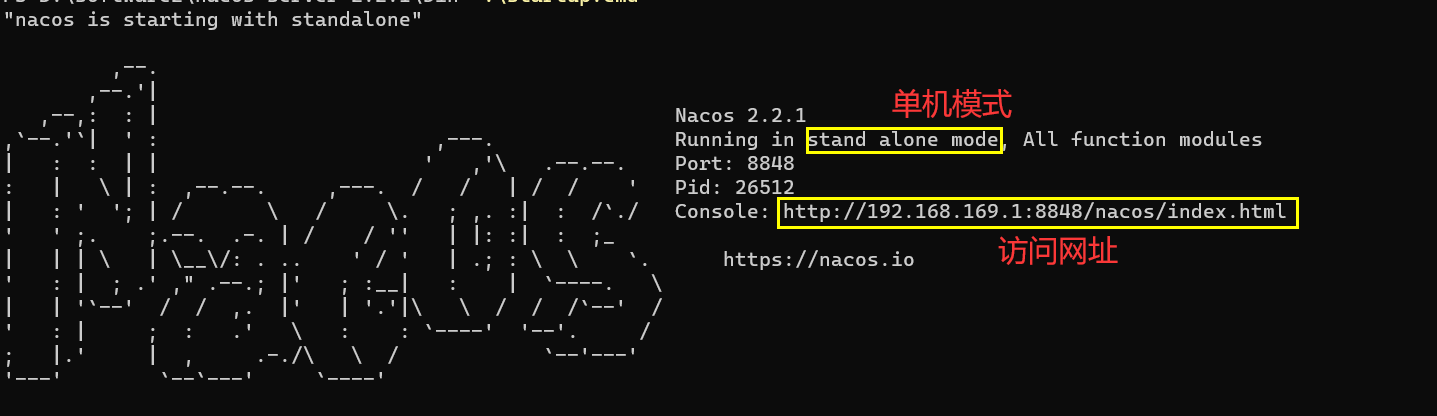 "nacos is starting with standalone"
单机模式
Nacos 2.2.1
Running in stand alone mode, All function modules
Port: 8848
Pid: 26512
Console: http://192.168.169.1:8848/nacos/index.html
访问网址
https://nacos.io